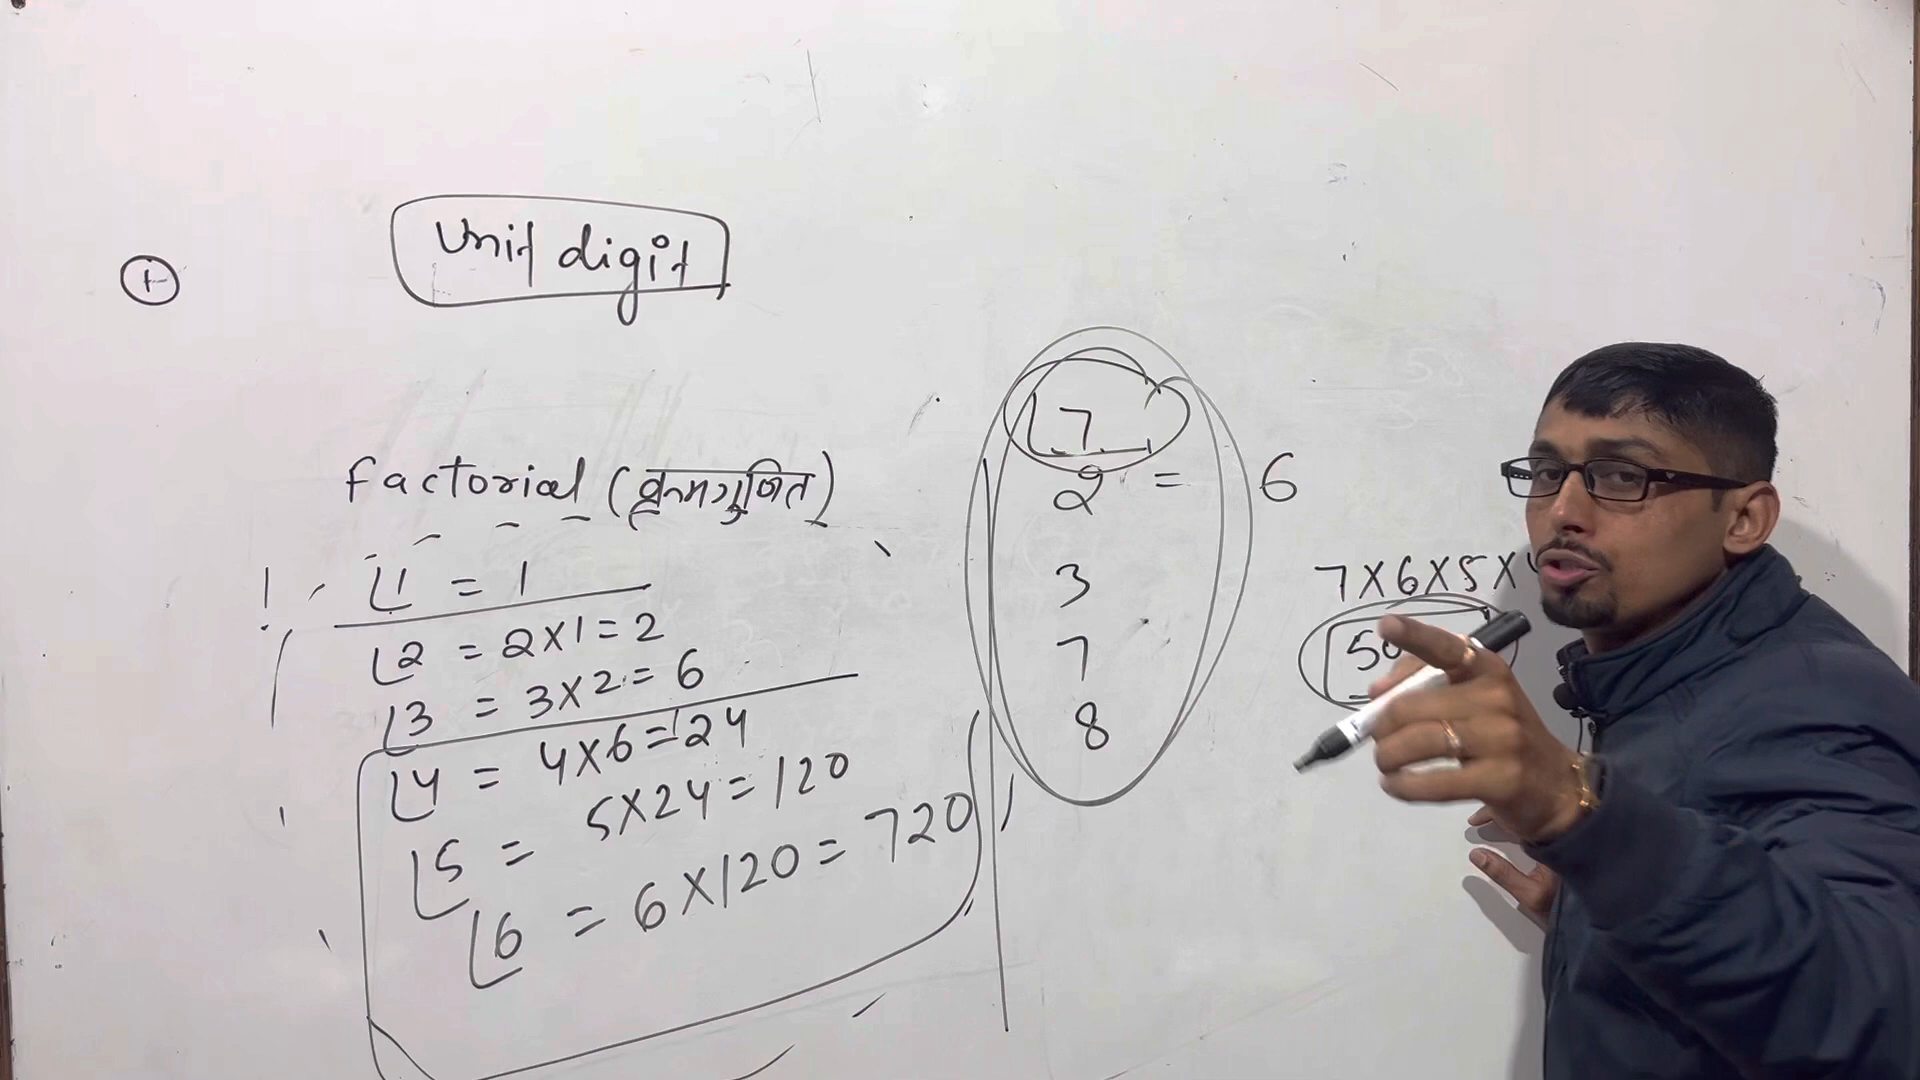 1
Unit digit
Factorial (क्रमगुणित)
! ⌊1 = 1
⌊2 = 2X1 = 2
⌊3 = 3X2 = 6
⌊4 = 4X6 = 24
⌊5 = 5X24 = 120
⌊6 = 6X120 = 720
⌊7
2 = 6
3
7
8
7X6X5X
50